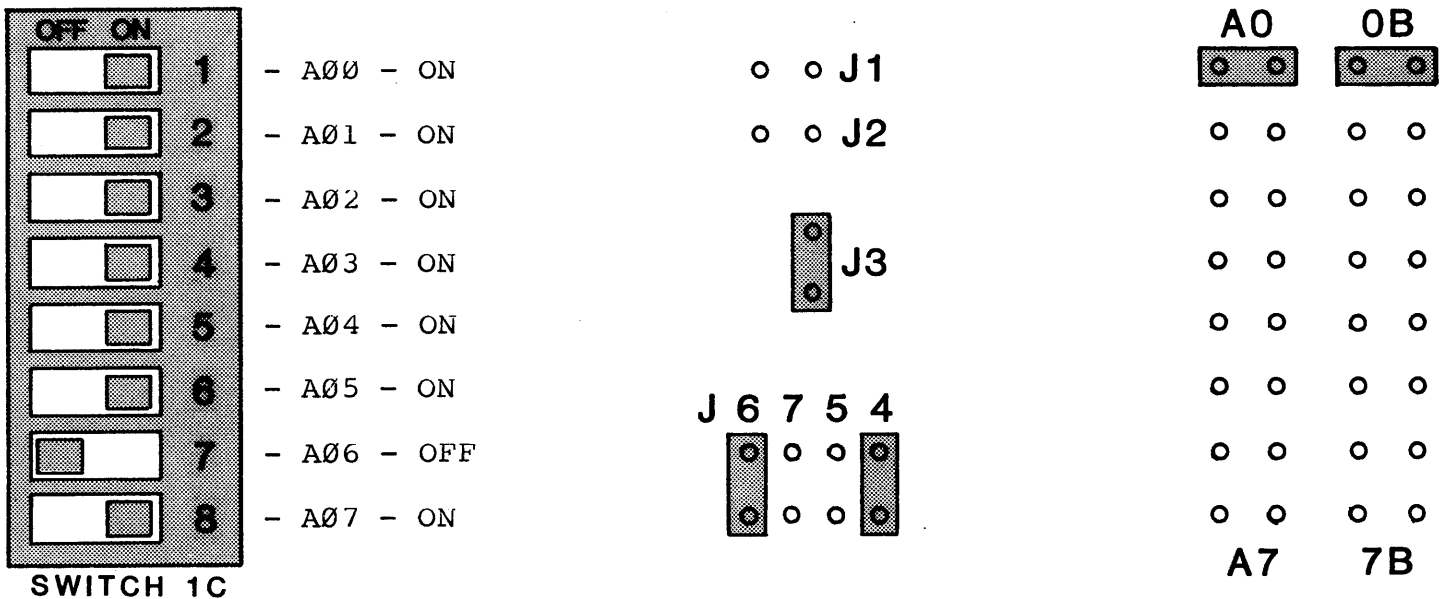 OFF ON
1 - AØØ - ON
2 - AØ1 - ON
3 - AØ2 - ON
4 - AØ3 - ON
5 - AØ4 - ON
6 - AØ5 - ON
7 - AØ6 - OFF
8 - AØ7 - ON
SWITCH 1C
J1
J2
J3
J 6 7 5 4
A0 0B
A7 7B